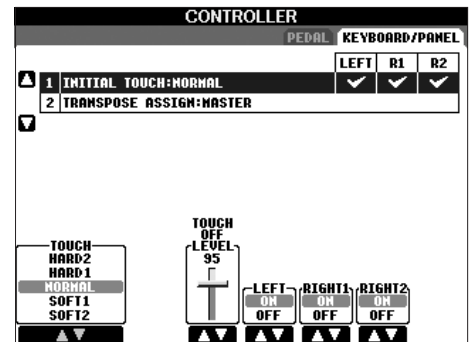 CONTROLLER
PEDAL KEYBOARD/PANEL
LEFT R1 R2
1 INITIAL TOUCH:NORMAL
2 TRANSPOSE ASSIGN:MASTER
TOUCH
OFF
LEVEL
95
TOUCH
HARD2
HARD1
NORMAL
SOFT1
SOFT2
LEFT RIGHT1 RIGHT2
ON ON ON
OFF OFF OFF